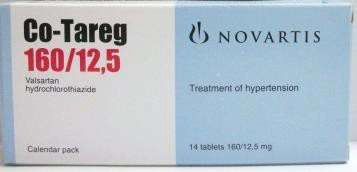 Co-Tareg
160/12,5
Valsartan
hydrochlorothiazide
Calendar pack
NOVARTIS
Treatment of hypertension
14 tablets 160/12.5 mg